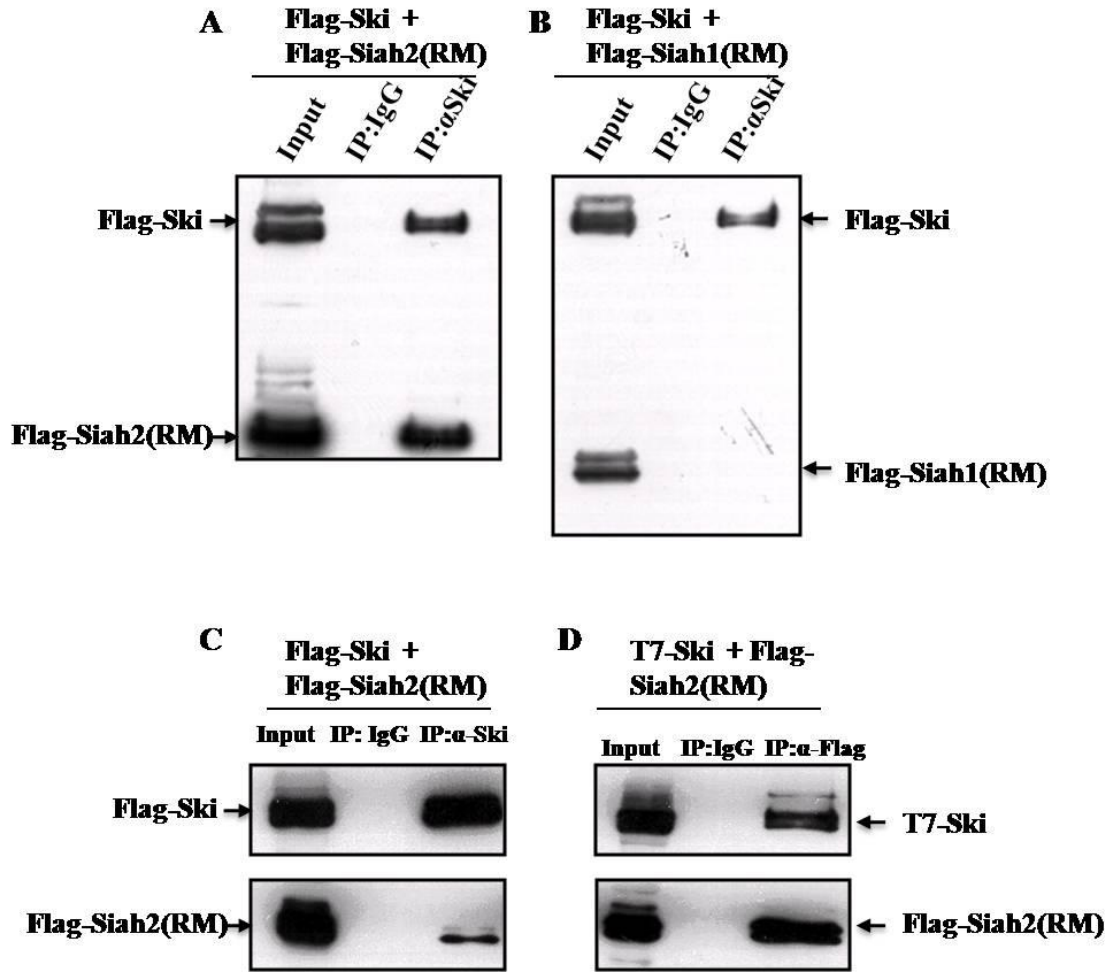 A
Flag-Ski +
Flag-Siah2(RM)
Input
IP:IgG
IP:αSki
Flag-Ski
Flag-Siah2(RM)
B
Flag-Ski +
Flag-Siah1(RM)
Input
IP:IgG
IP:αSki
Flag-Ski
Flag-Siah1(RM)
C
Flag-Ski +
Flag-Siah2(RM)
Input IP: IgG IP:α-Ski
Flag-Ski
Flag-Siah2(RM)
D
T7-Ski + Flag-
Siah2(RM)
Input IP:IgG IP:α-Flag
T7-Ski
Flag-Siah2(RM)